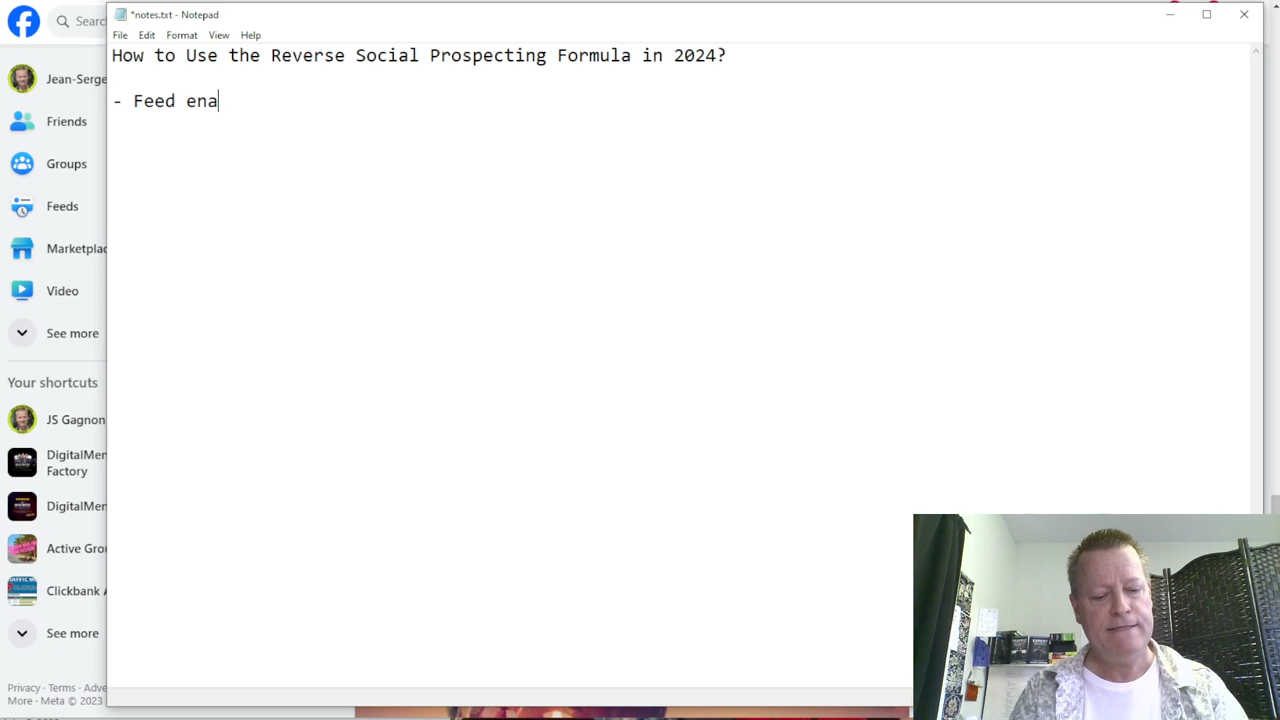 *notes.txt - Notepad
File Edit Format View Help
How to Use the Reverse Social Prospecting Formula in 2024?
- Feed ena
Searc
Jean-Serge
Friends
Groups
Feeds
Marketplac
Video
See more
Your shortcuts
JS Gagnon
DigitalMen
Factory
DigitalMen
Active Grou
Clickbank A
See more
Privacy · Terms · Adve
More · Meta © 2023